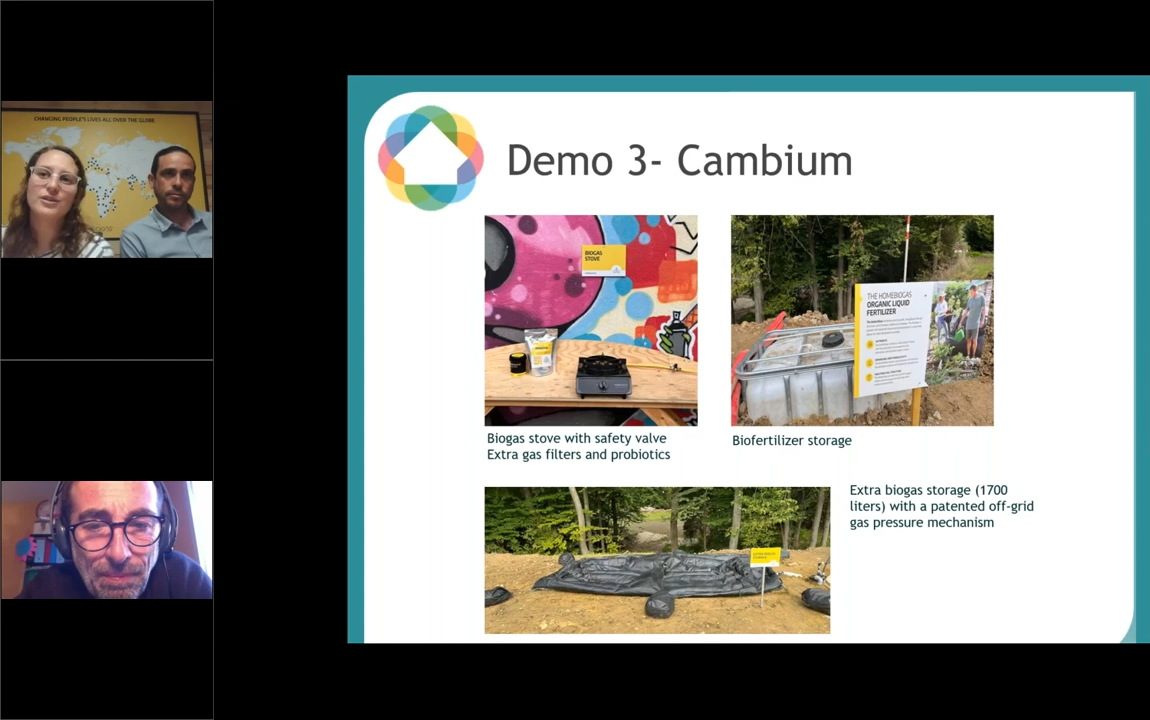 CHANGING PEOPLE'S LIVES ALL OVER THE GLOBE
Demo 3- Cambium
BIOGAS
STOVE
THE HOMEBIOGAS
ORGANIC LIQUID
FERTILIZER
Biogas stove with safety valve
Extra gas filters and probiotics
Biofertilizer storage
Extra biogas storage (1700
liters) with a patented off-grid
gas pressure mechanism